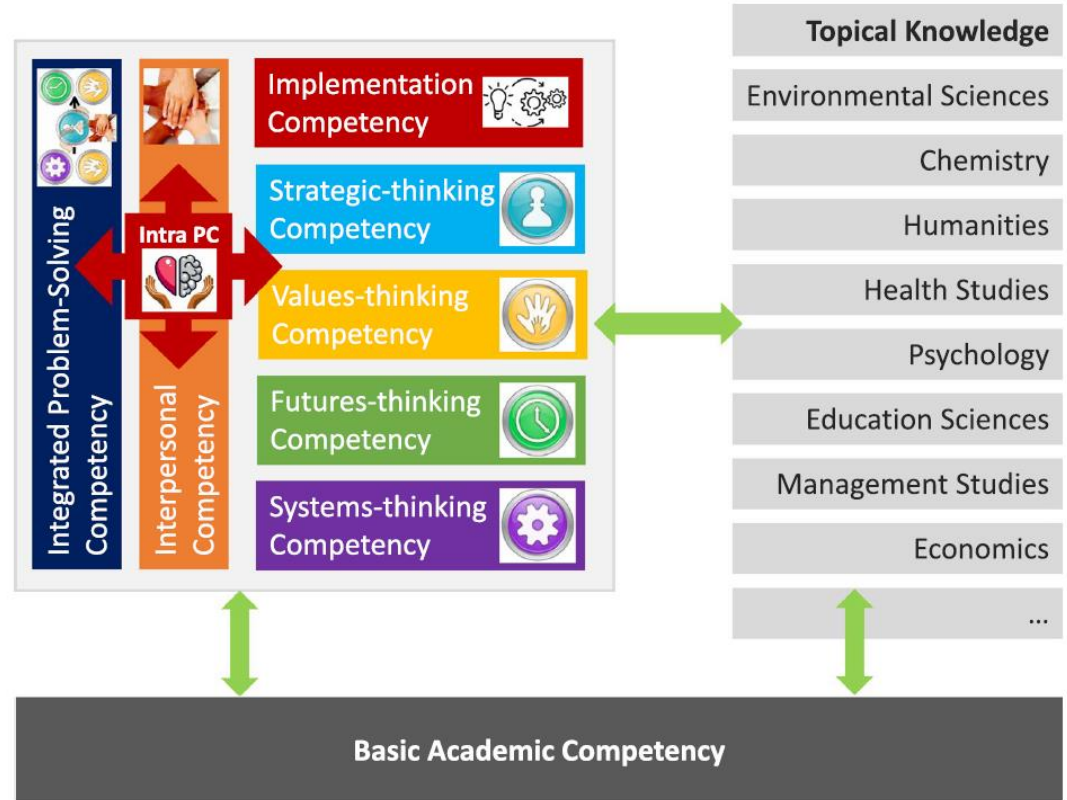 Integrated Problem-Solving
Competency
Interpersonal
Competency
Intra PC
Implementation
Competency
Strategic-thinking
Competency
Values-thinking
Competency
Futures-thinking
Competency
Systems-thinking
Competency
Topical Knowledge
Environmental Sciences
Chemistry
Humanities
Health Studies
Psychology
Education Sciences
Management Studies
Economics
...
Basic Academic Competency